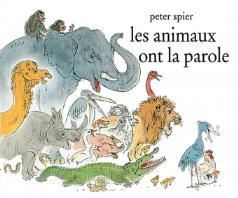 peter spier
les animaux
ont la parole